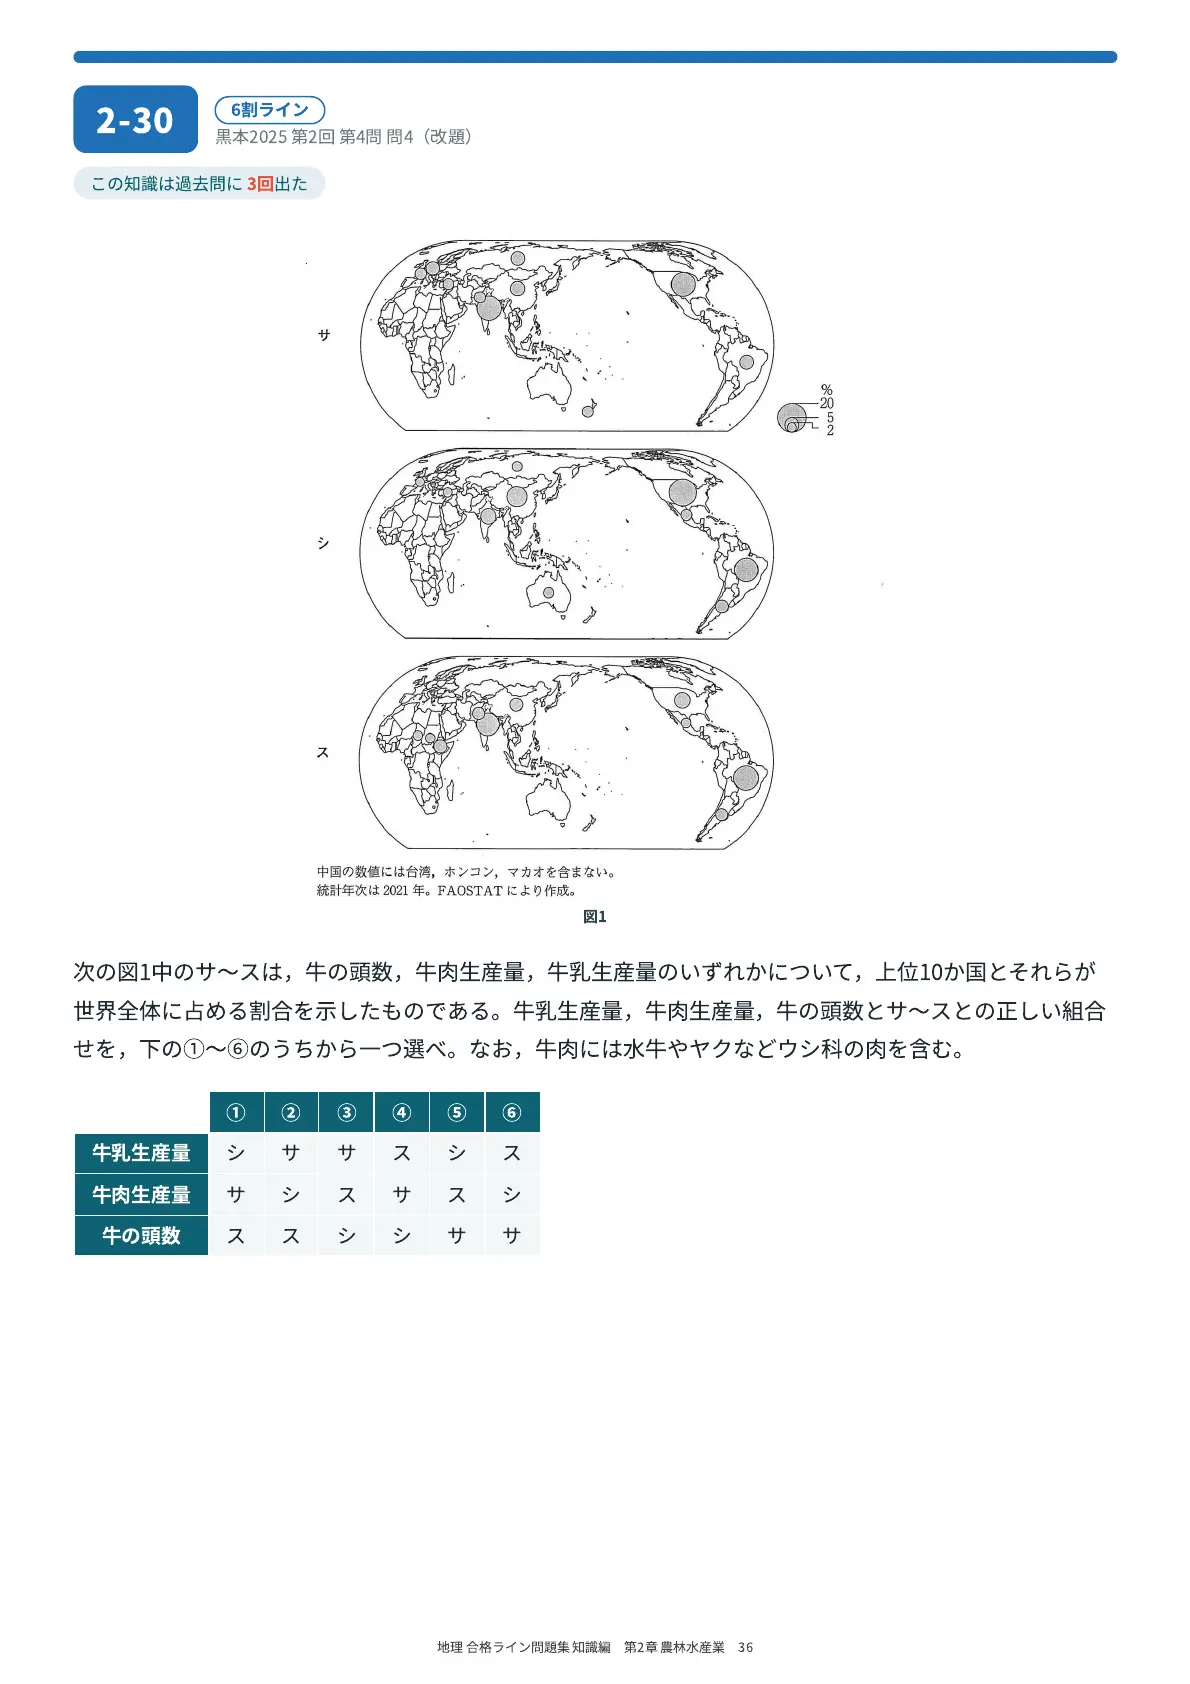 2-30
6割ライン
黒本2025 第2回 第4問 問4（改題）
この知識は過去問に 3回出た
サ
%
20
5
2
シ
ス
中国の数値には台湾，ホンコン，マカオを含まない。
統計年次は 2021 年。FAOSTAT により作成。
図1
次の図1中のサ～スは，牛の頭数，牛肉生産量，牛乳生産量のいずれかについて，上位10か国とそれらが
世界全体に占める割合を示したものである。牛乳生産量，牛肉生産量，牛の頭数とサ～スとの正しい組合
せを，下の①～⑥のうちから一つ選べ。なお，牛肉には水牛やヤクなどウシ科の肉を含む。
① ② ③ ④ ⑤ ⑥
牛乳生産量 シ サ サ ス シ ス
牛肉生産量 サ シ ス サ ス シ
牛の頭数 ス ス シ シ サ サ
地理 合格ライン問題集 知識編　第2章 農林水産業　36